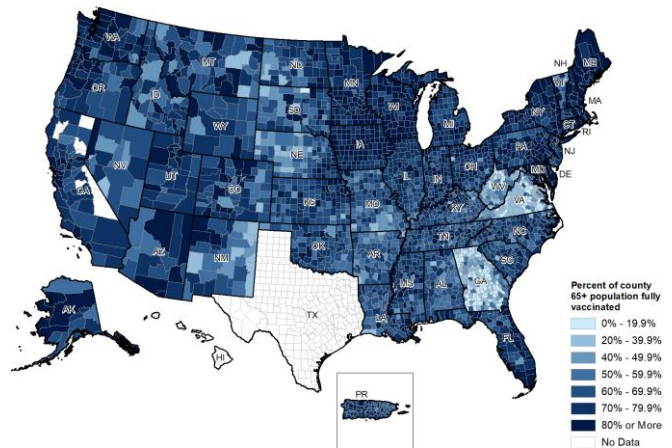 WA
MT
ND
MN
ME
NH
VT
OR
ID
SD
WI
NY
MA
WY
MI
CT
RI
NE
IA
PA
NJ
NV
OH
MD
DE
UT
IL
IN
CA
CO
WV
VA
KS
MO
KY
TN
NC
AZ
NM
OK
AR
SC
MS
AL
GA
TX
LA
AK
HI
FL
PR
Percent of county
65+ population fully
vaccinated
0% - 19.9%
20% - 39.9%
40% - 49.9%
50% - 59.9%
60% - 69.9%
70% - 79.9%
80% or More
No Data